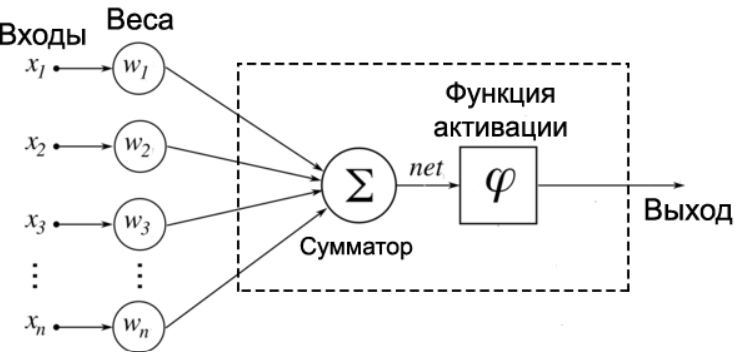 Входы
Веса
x1
w1
x2
w2
x3
w3
xn
wn
Σ
Сумматор
net
Функция
активации
φ
Выход